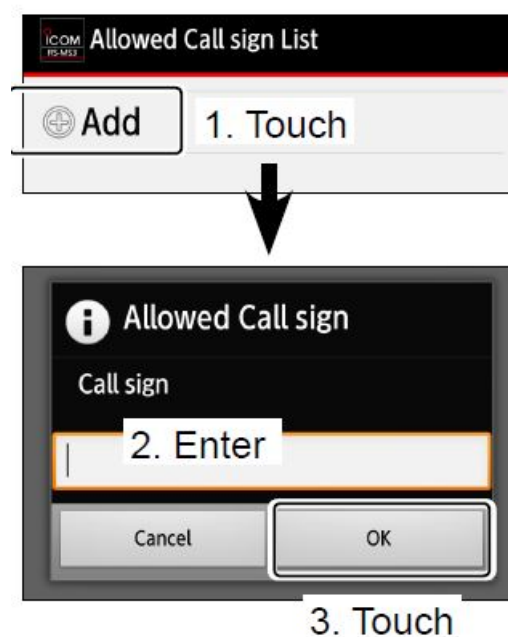 ICOM
RS-MS3
Allowed Call sign List
Add
1. Touch
Allowed Call sign
Call sign
2. Enter
Cancel
OK
3. Touch